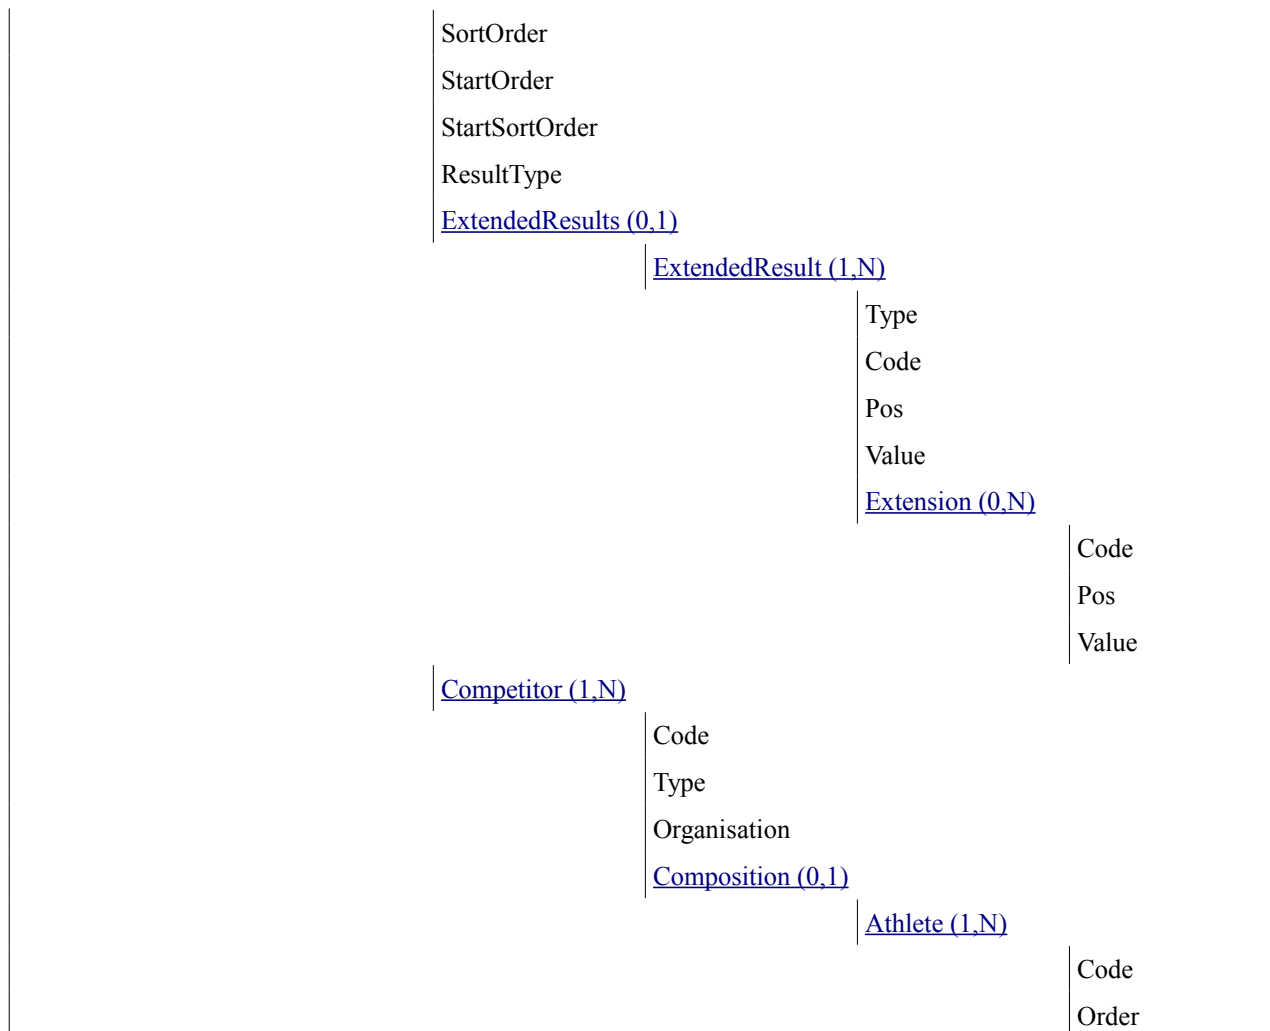 SortOrder
StartOrder
StartSortOrder
ResultType
ExtendedResults (0,1)
ExtendedResult (1,N)
Type
Code
Pos
Value
Extension (0,N)
Code
Pos
Value
Competitor (1,N)
Code
Type
Organisation
Composition (0,1)
Athlete (1,N)
Code
Order